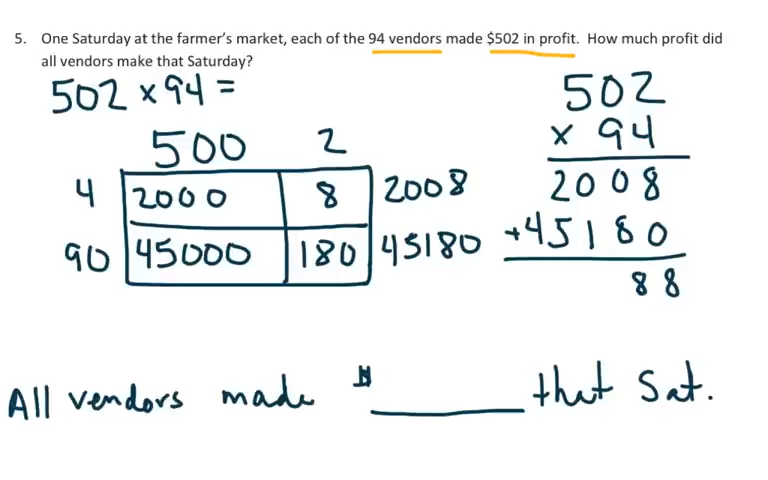 5. One Saturday at the farmer's market, each of the 94 vendors made $502 in profit. How much profit did
all vendors make that Saturday?
502 x 94 =
500 2
4 2000 8 2008
90 45000 180 45180
502
x 94
2008
+45180
88
All vendors made $ ______ that Sat.